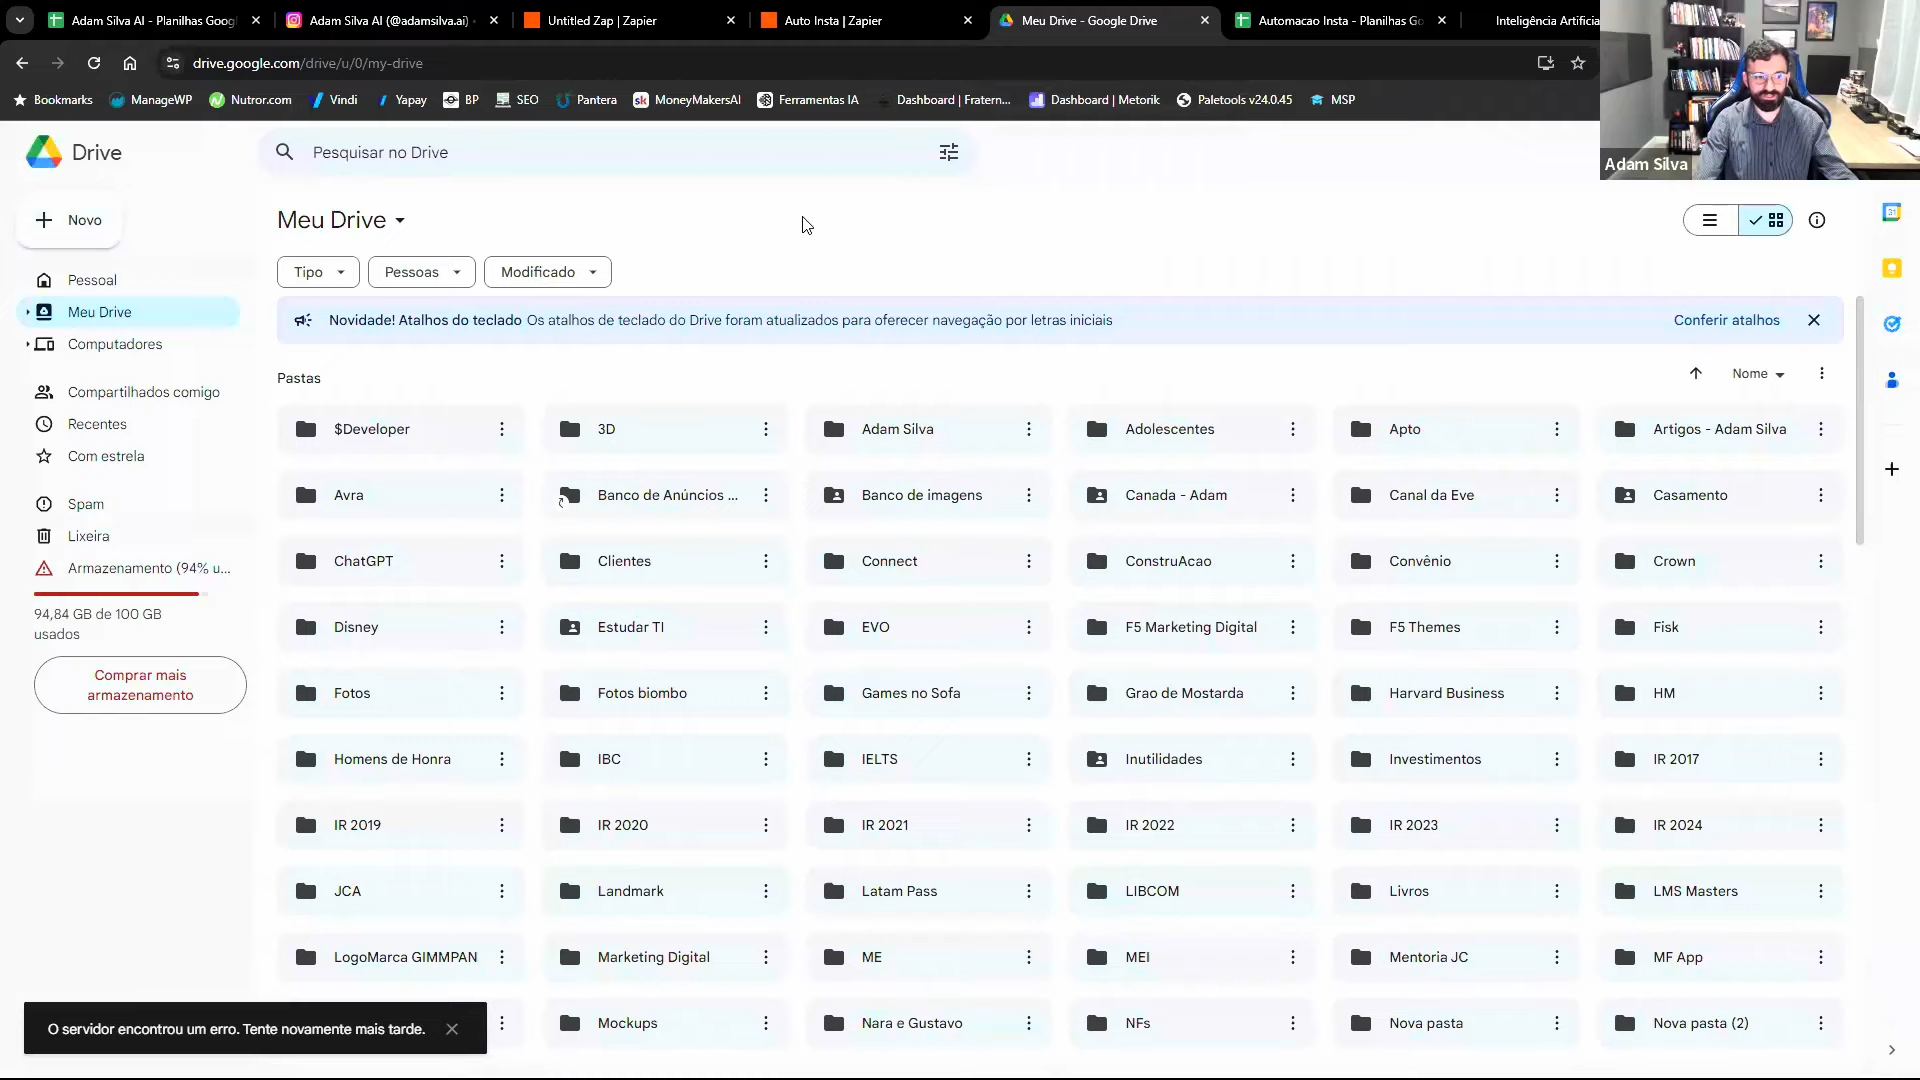 Adam Silva AI - Planilhas Googl
Adam Silva AI (@adamsilva.ai)
Untitled Zap | Zapier
Auto Insta | Zapier
Meu Drive - Google Drive
Automacao Insta - Planilhas Go
Inteligência Artificia
drive.google.com/drive/u/0/my-drive
Bookmarks
ManageWP
Nutror.com
Vindi
Yapay
BP
SEO
Pantera
sk
MoneyMakersAI
Ferramentas IA
Dashboard | Fratern...
Dashboard | Metorik
Paletools v24.0.45
MSP
Adam Silva
Drive
Pesquisar no Drive
Novo
Meu Drive
31
Tipo
Pessoas
Modificado
Pessoal
Meu Drive
Computadores
Compartilhados comigo
Recentes
Com estrela
Spam
Lixeira
Armazenamento (94% u...
94,84 GB de 100 GB
usados
Comprar mais
armazenamento
Novidade! Atalhos do teclado Os atalhos de teclado do Drive foram atualizados para oferecer navegação por letras iniciais
Conferir atalhos
Pastas
Nome
$Developer
3D
Adam Silva
Adolescentes
Apto
Artigos - Adam Silva
Avra
Banco de Anúncios ...
Banco de imagens
Canada - Adam
Canal da Eve
Casamento
ChatGPT
Clientes
Connect
ConstruAcao
Convênio
Crown
Disney
Estudar TI
EVO
F5 Marketing Digital
F5 Themes
Fisk
Fotos
Fotos biombo
Games no Sofa
Grao de Mostarda
Harvard Business
HM
Homens de Honra
IBC
IELTS
Inutilidades
Investimentos
IR 2017
IR 2019
IR 2020
IR 2021
IR 2022
IR 2023
IR 2024
JCA
Landmark
Latam Pass
LIBCOM
Livros
LMS Masters
LogoMarca GIMMPAN
Marketing Digital
ME
MEI
Mentoria JC
MF App
O servidor encontrou um erro. Tente novamente mais tarde.
Mockups
Nara e Gustavo
NFs
Nova pasta
Nova pasta (2)